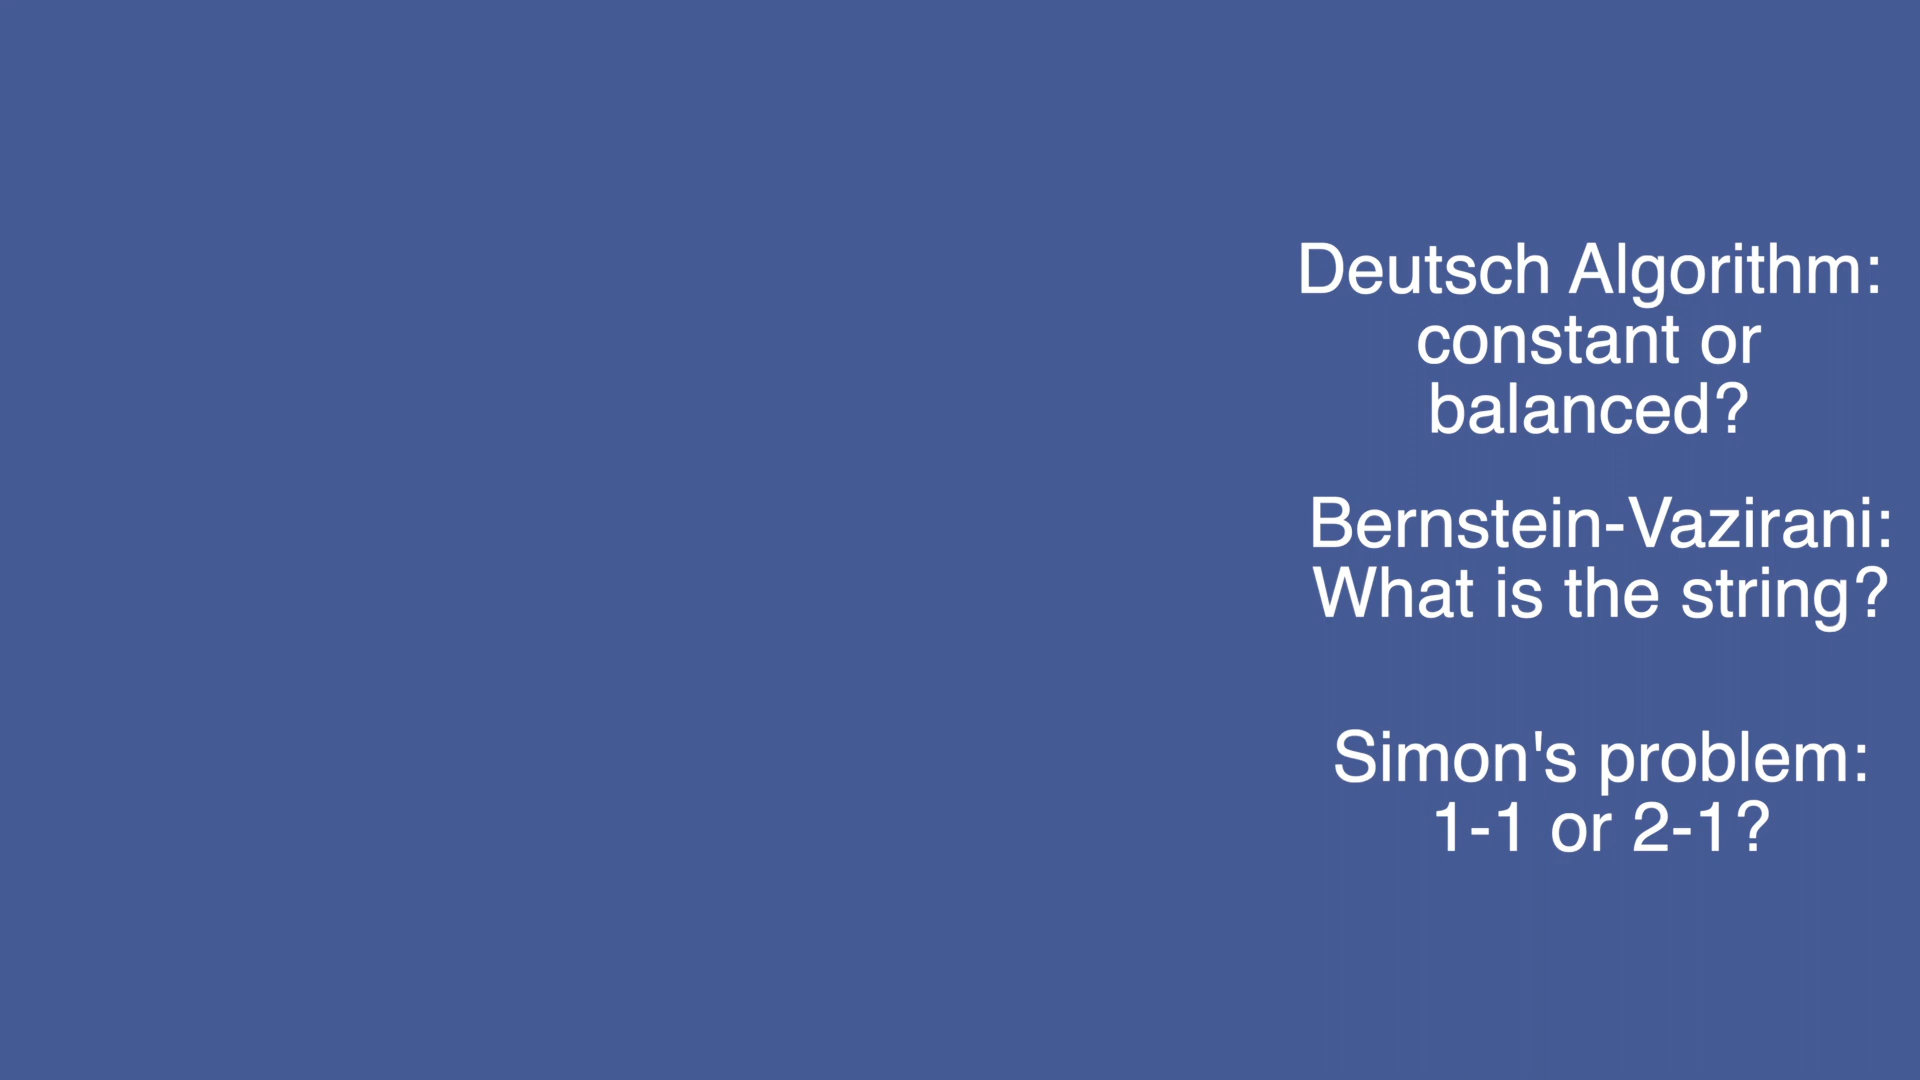 Deutsch Algorithm:
constant or
balanced?
Bernstein-Vazirani:
What is the string?
Simon's problem:
1-1 or 2-1?